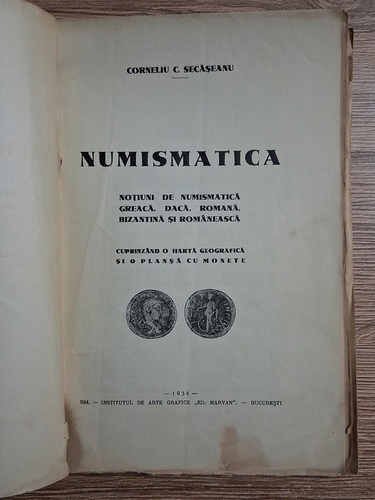 CORNELIU C. SECĂȘEANU
NUMISMATICA
NOȚIUNI DE NUMISMATICĂ
GREACĂ, DACĂ, ROMANĂ,
BIZANTINĂ ȘI ROMÂNEASCĂ
CUPRINZÂND O HARTĂ GEOGRAFICĂ
ȘI O PLANȘĂ CU MONETE
— 1934 —
964. — INSTITUTUL DE ARTE GRAFICE „ED. MARVAN”, — BUCUREȘTI